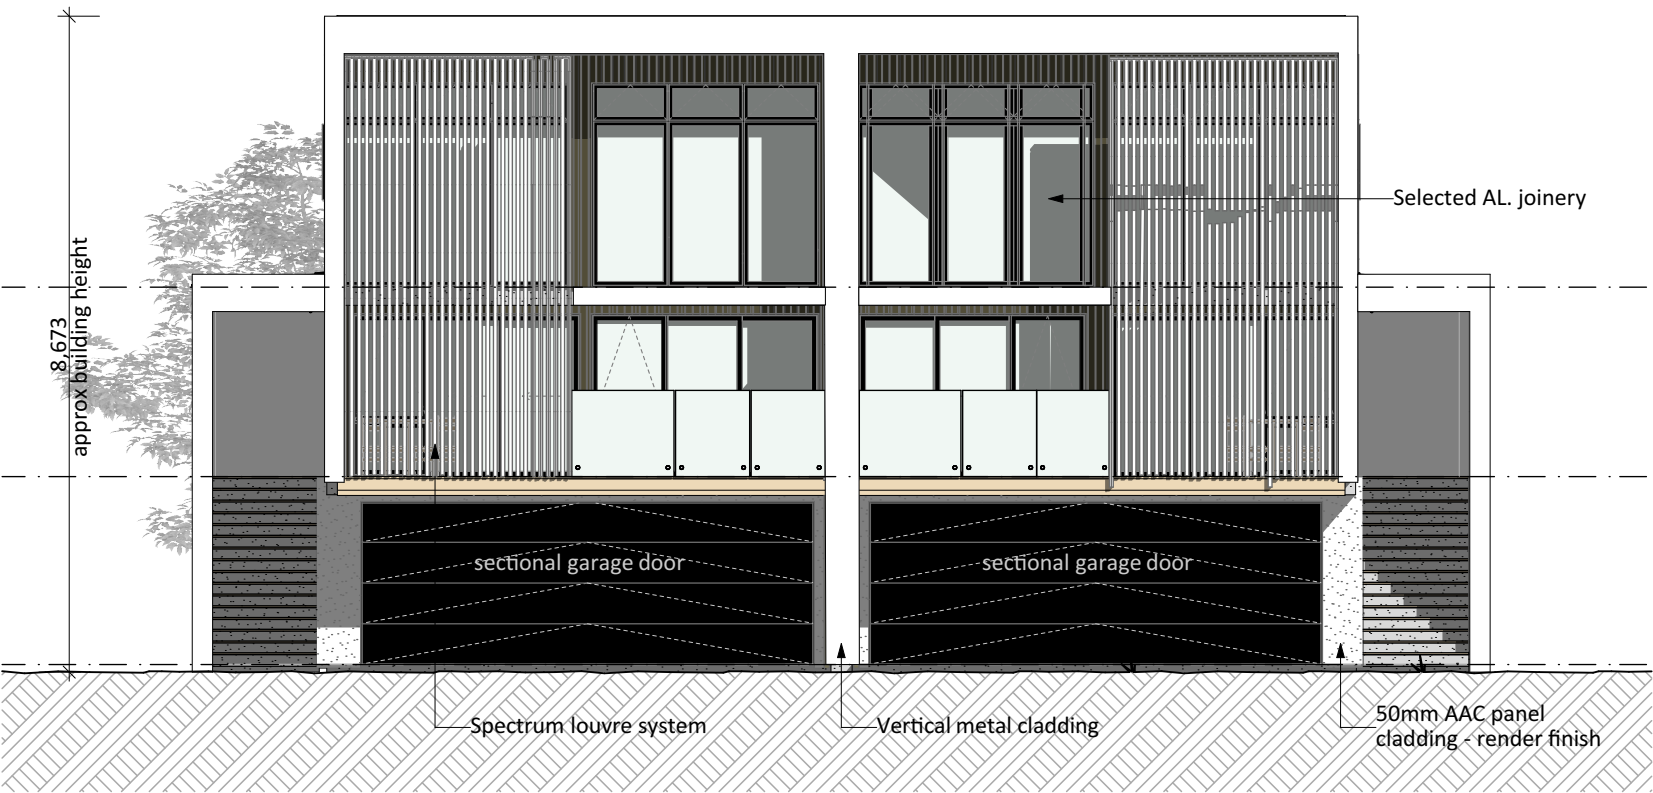 8,673
approx building height
Selected AL. joinery
sectional garage door
sectional garage door
Spectrum louvre system
Vertical metal cladding
50mm AAC panel
cladding - render finish